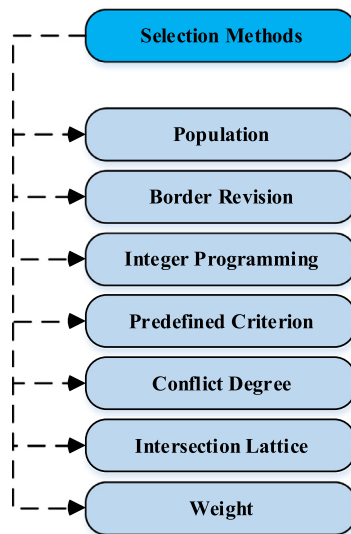 Selection Methods
Population
Border Revision
Integer Programming
Predefined Criterion
Conflict Degree
Intersection Lattice
Weight